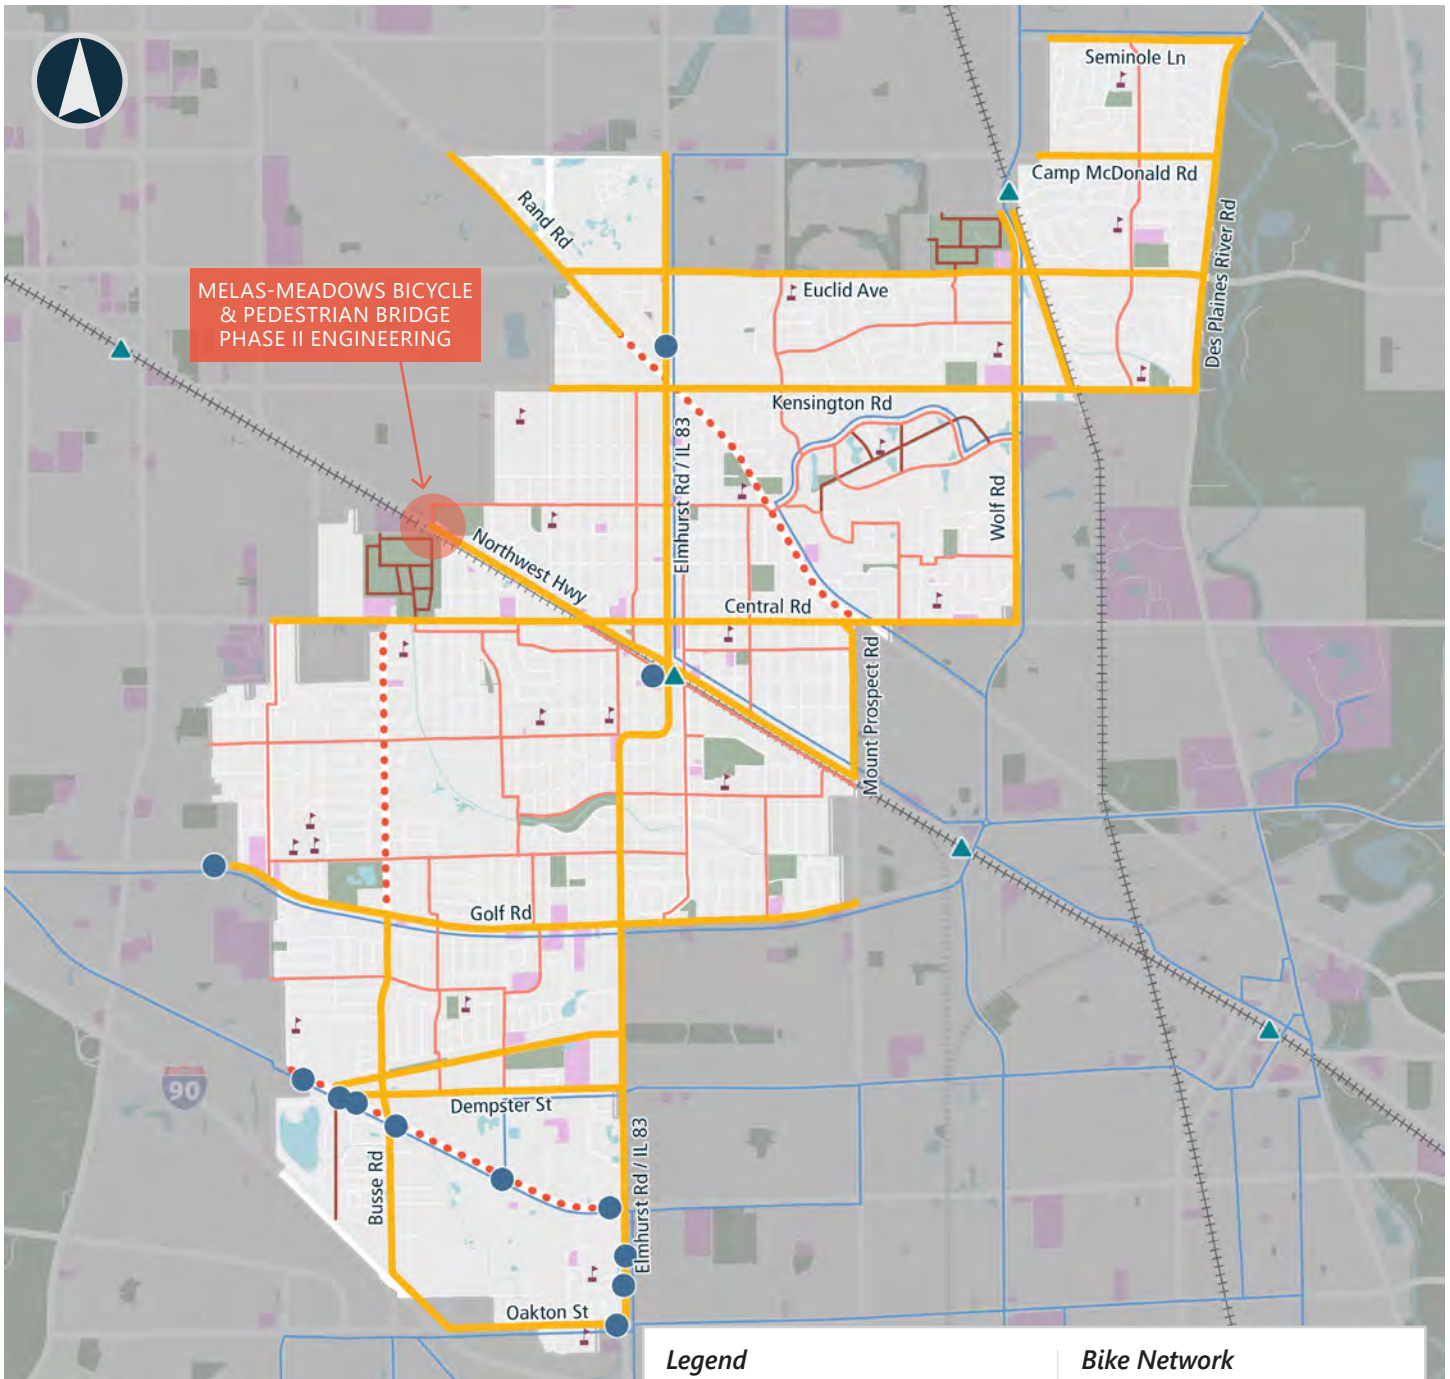 Seminole Ln
Camp McDonald Rd
Rand Rd
Des Plaines River Rd
MELAS-MEADOWS BICYCLE
& PEDESTRIAN BRIDGE
PHASE II ENGINEERING
Euclid Ave
Kensington Rd
Elmhurst Rd / IL 83
Wolf Rd
Northwest Hwy
Central Rd
Mount Prospect Rd
Golf Rd
90
Dempster St
Busse Rd
Elmhurst Rd / IL 83
Oakton St
Legend
Bike Network